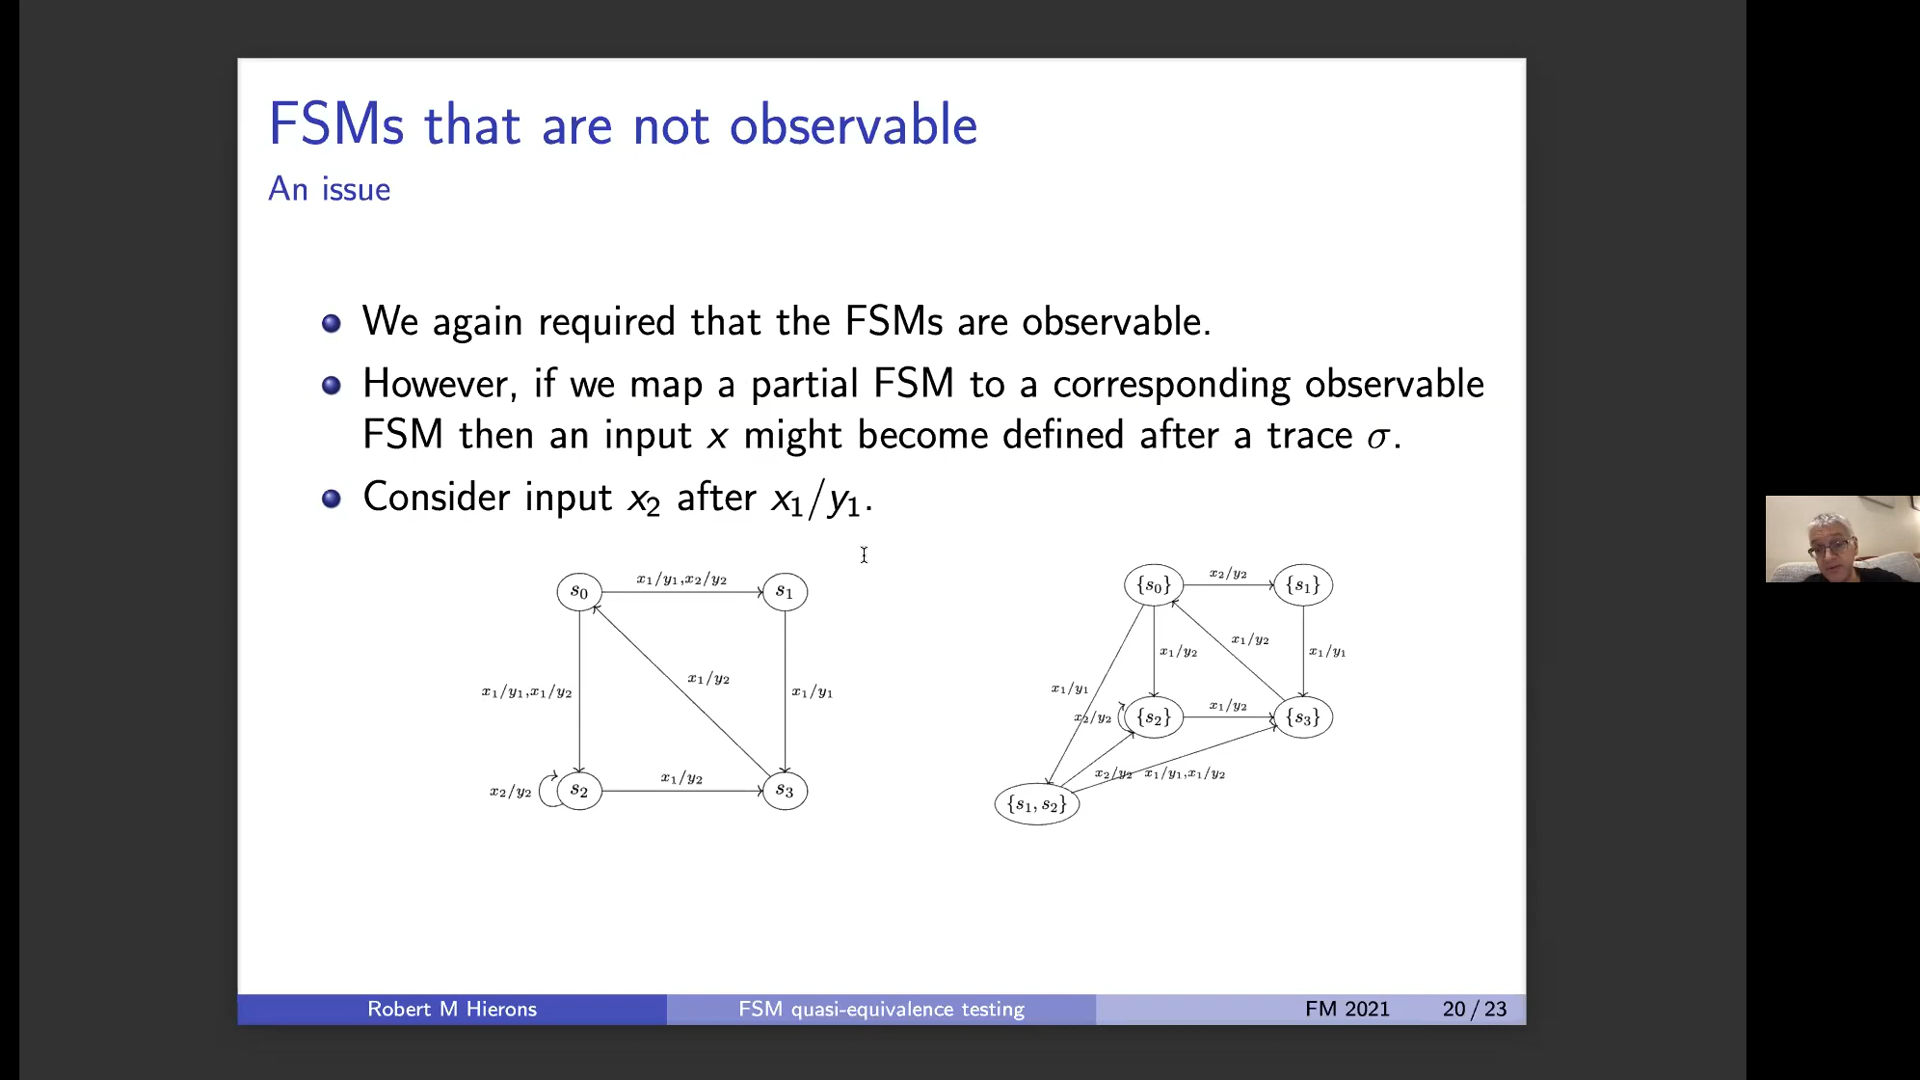 FSMs that are not observable
An issue
We again required that the FSMs are observable.
However, if we map a partial FSM to a corresponding observable
FSM then an input x might become defined after a trace σ.
Consider input x₂ after x₁/y₁.
s₀
x₁/y₁,x₂/y₂
s₁
x₁/y₁,x₁/y₂
x₁/y₂
x₁/y₁
x₂/y₂
s₂
x₁/y₂
s₃
{s₀}
x₂/y₂
{s₁}
x₁/y₂
x₁/y₂
x₁/y₁
x₁/y₁
x₂/y₂
{s₂}
x₁/y₂
{s₃}
x₂/y₂
x₁/y₁,x₁/y₂
{s₁, s₂}
Robert M Hierons
FSM quasi-equivalence testing
FM 2021
20 / 23